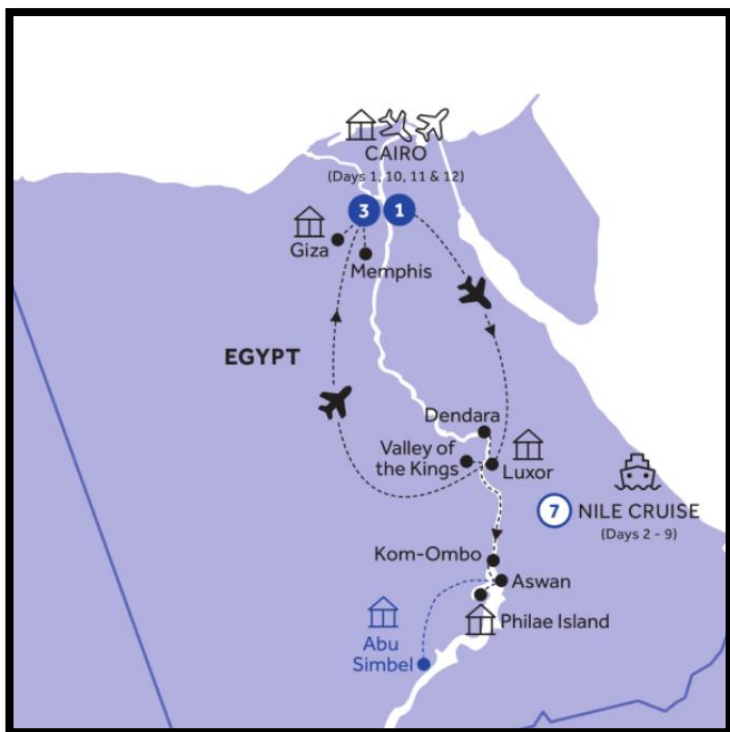 CAIRO
(Days 1, 10, 11 & 12)
3
1
Giza
Memphis
EGYPT
Dendara
Valley of
the Kings
Luxor
7
NILE CRUISE
(Days 2 - 9)
Kom-Ombo
Aswan
Philae Island
Abu
Simbel